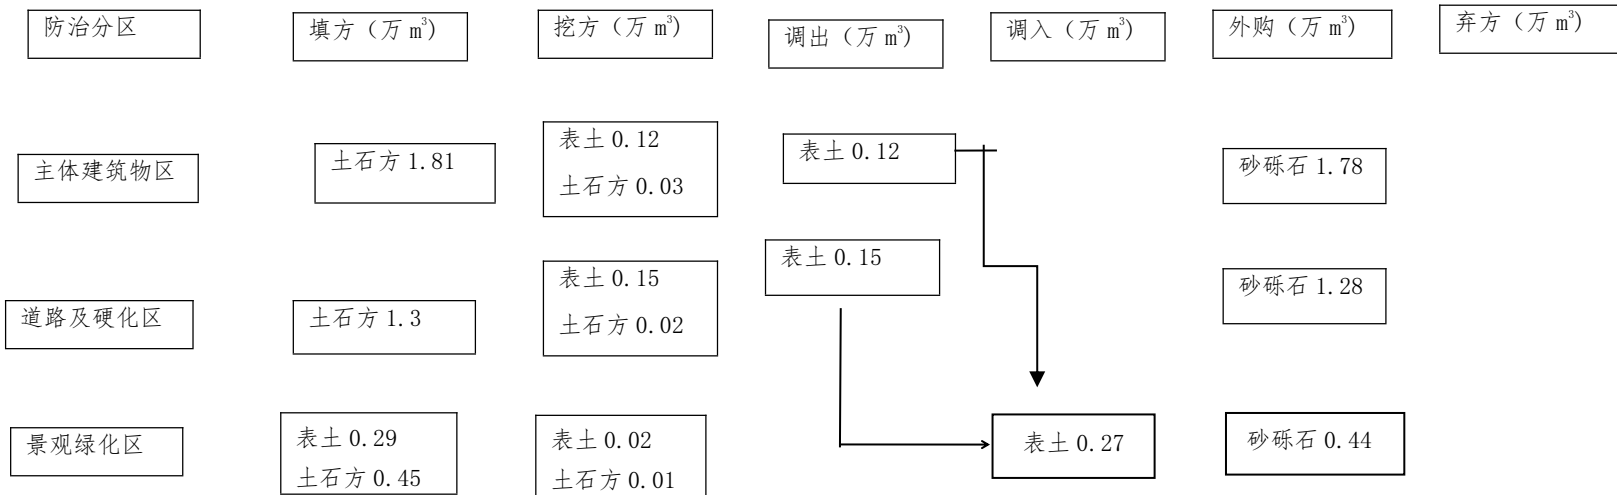 防治分区
填方（万 m³）
挖方（万 m³）
调出（万 m³）
调入（万 m³）
外购（万 m³）
弃方（万 m³）
主体建筑物区
土石方 1.81
表土 0.12
土石方 0.03
表土 0.12
砂砾石 1.78
道路及硬化区
土石方 1.3
表土 0.15
土石方 0.02
表土 0.15
砂砾石 1.28
景观绿化区
表土 0.29
土石方 0.45
表土 0.02
土石方 0.01
表土 0.27
砂砾石 0.44